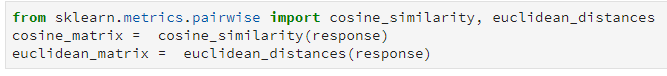 from sklearn.metrics.pairwise import cosine_similarity, euclidean_distances
cosine_matrix =  cosine_similarity(response)
euclidean_matrix =  euclidean_distances(response)